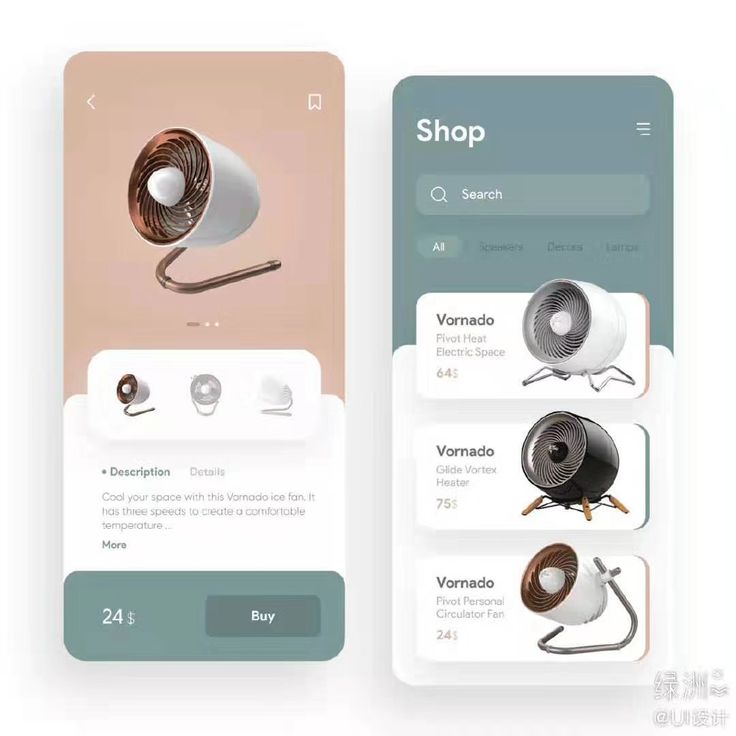 Description
Details
Cool your space with this Vornado ice fan. It
has three speeds to create a comfortable
temperature ...
More
24$
Buy
Shop
Search
All
Speakers
Decora
Lamps
Vornado
Pivot Heat
Electric Space
64$
Vornado
Glide Vortex
Heater
75$
Vornado
Pivot Personal
Circulator Fan
24$
绿洲
@UI设计